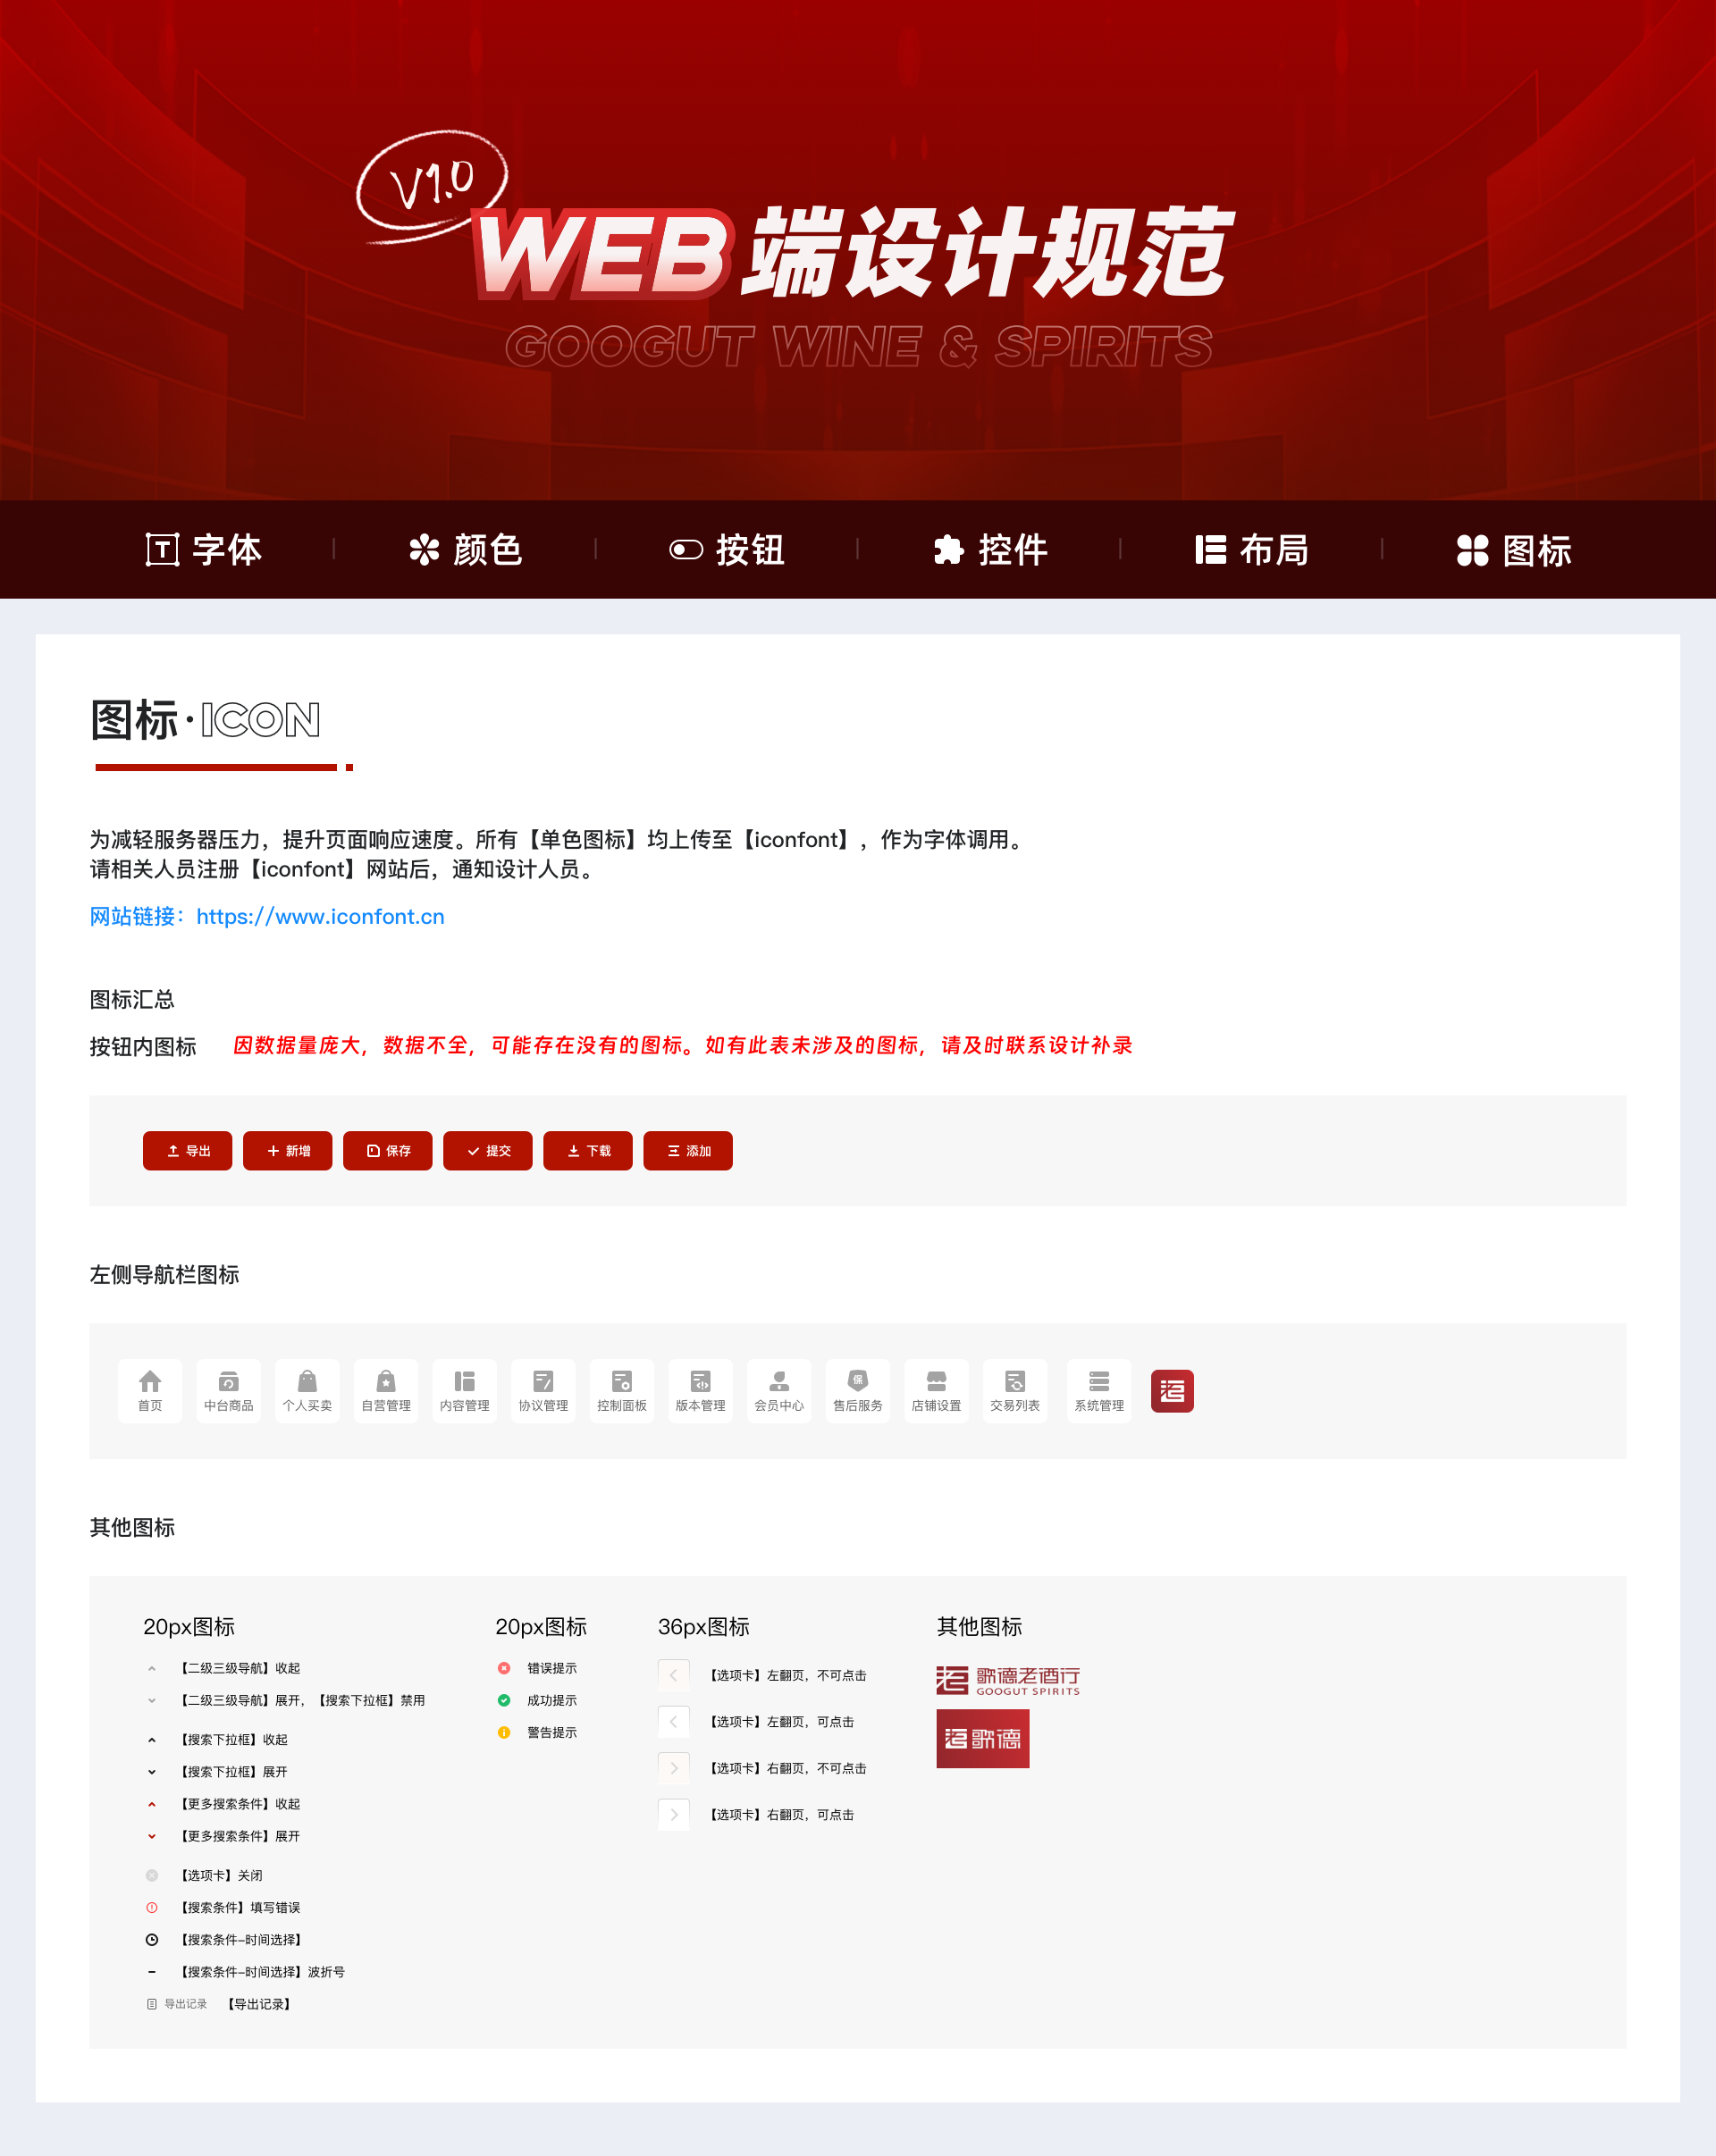 V1.0
WEB端设计规范
GOOGUT WINE & SPIRITS
字体 | 颜色 | 按钮 | 控件 | 布局 | 图标
图标·ICON
为减轻服务器压力，提升页面响应速度。所有【单色图标】均上传至【iconfont】，作为字体调用。
请相关人员注册【iconfont】网站后，通知设计人员。
网站链接：https://www.iconfont.cn
图标汇总
按钮内图标 因数据量庞大，数据不全，可能存在没有的图标。如有此表未涉及的图标，请及时联系设计补录
导出 新增 保存 提交 下载 添加
左侧导航栏图标
首页 中台商品 个人买卖 自营管理 内容管理 协议管理 控制面板 版本管理 会员中心 售后服务 店铺设置 交易列表 系统管理
其他图标
20px图标
【二级三级导航】收起
【二级三级导航】展开，【搜索下拉框】禁用
【搜索下拉框】收起
【搜索下拉框】展开
【更多搜索条件】收起
【更多搜索条件】展开
【选项卡】关闭
【搜索条件】填写错误
【搜索条件-时间选择】
【搜索条件-时间选择】波折号
导出记录 【导出记录】
20px图标
错误提示
成功提示
警告提示
36px图标
【选项卡】左翻页，不可点击
【选项卡】左翻页，可点击
【选项卡】右翻页，不可点击
【选项卡】右翻页，可点击
其他图标
歌德老酒行
GOOGUT SPIRITS
歌德